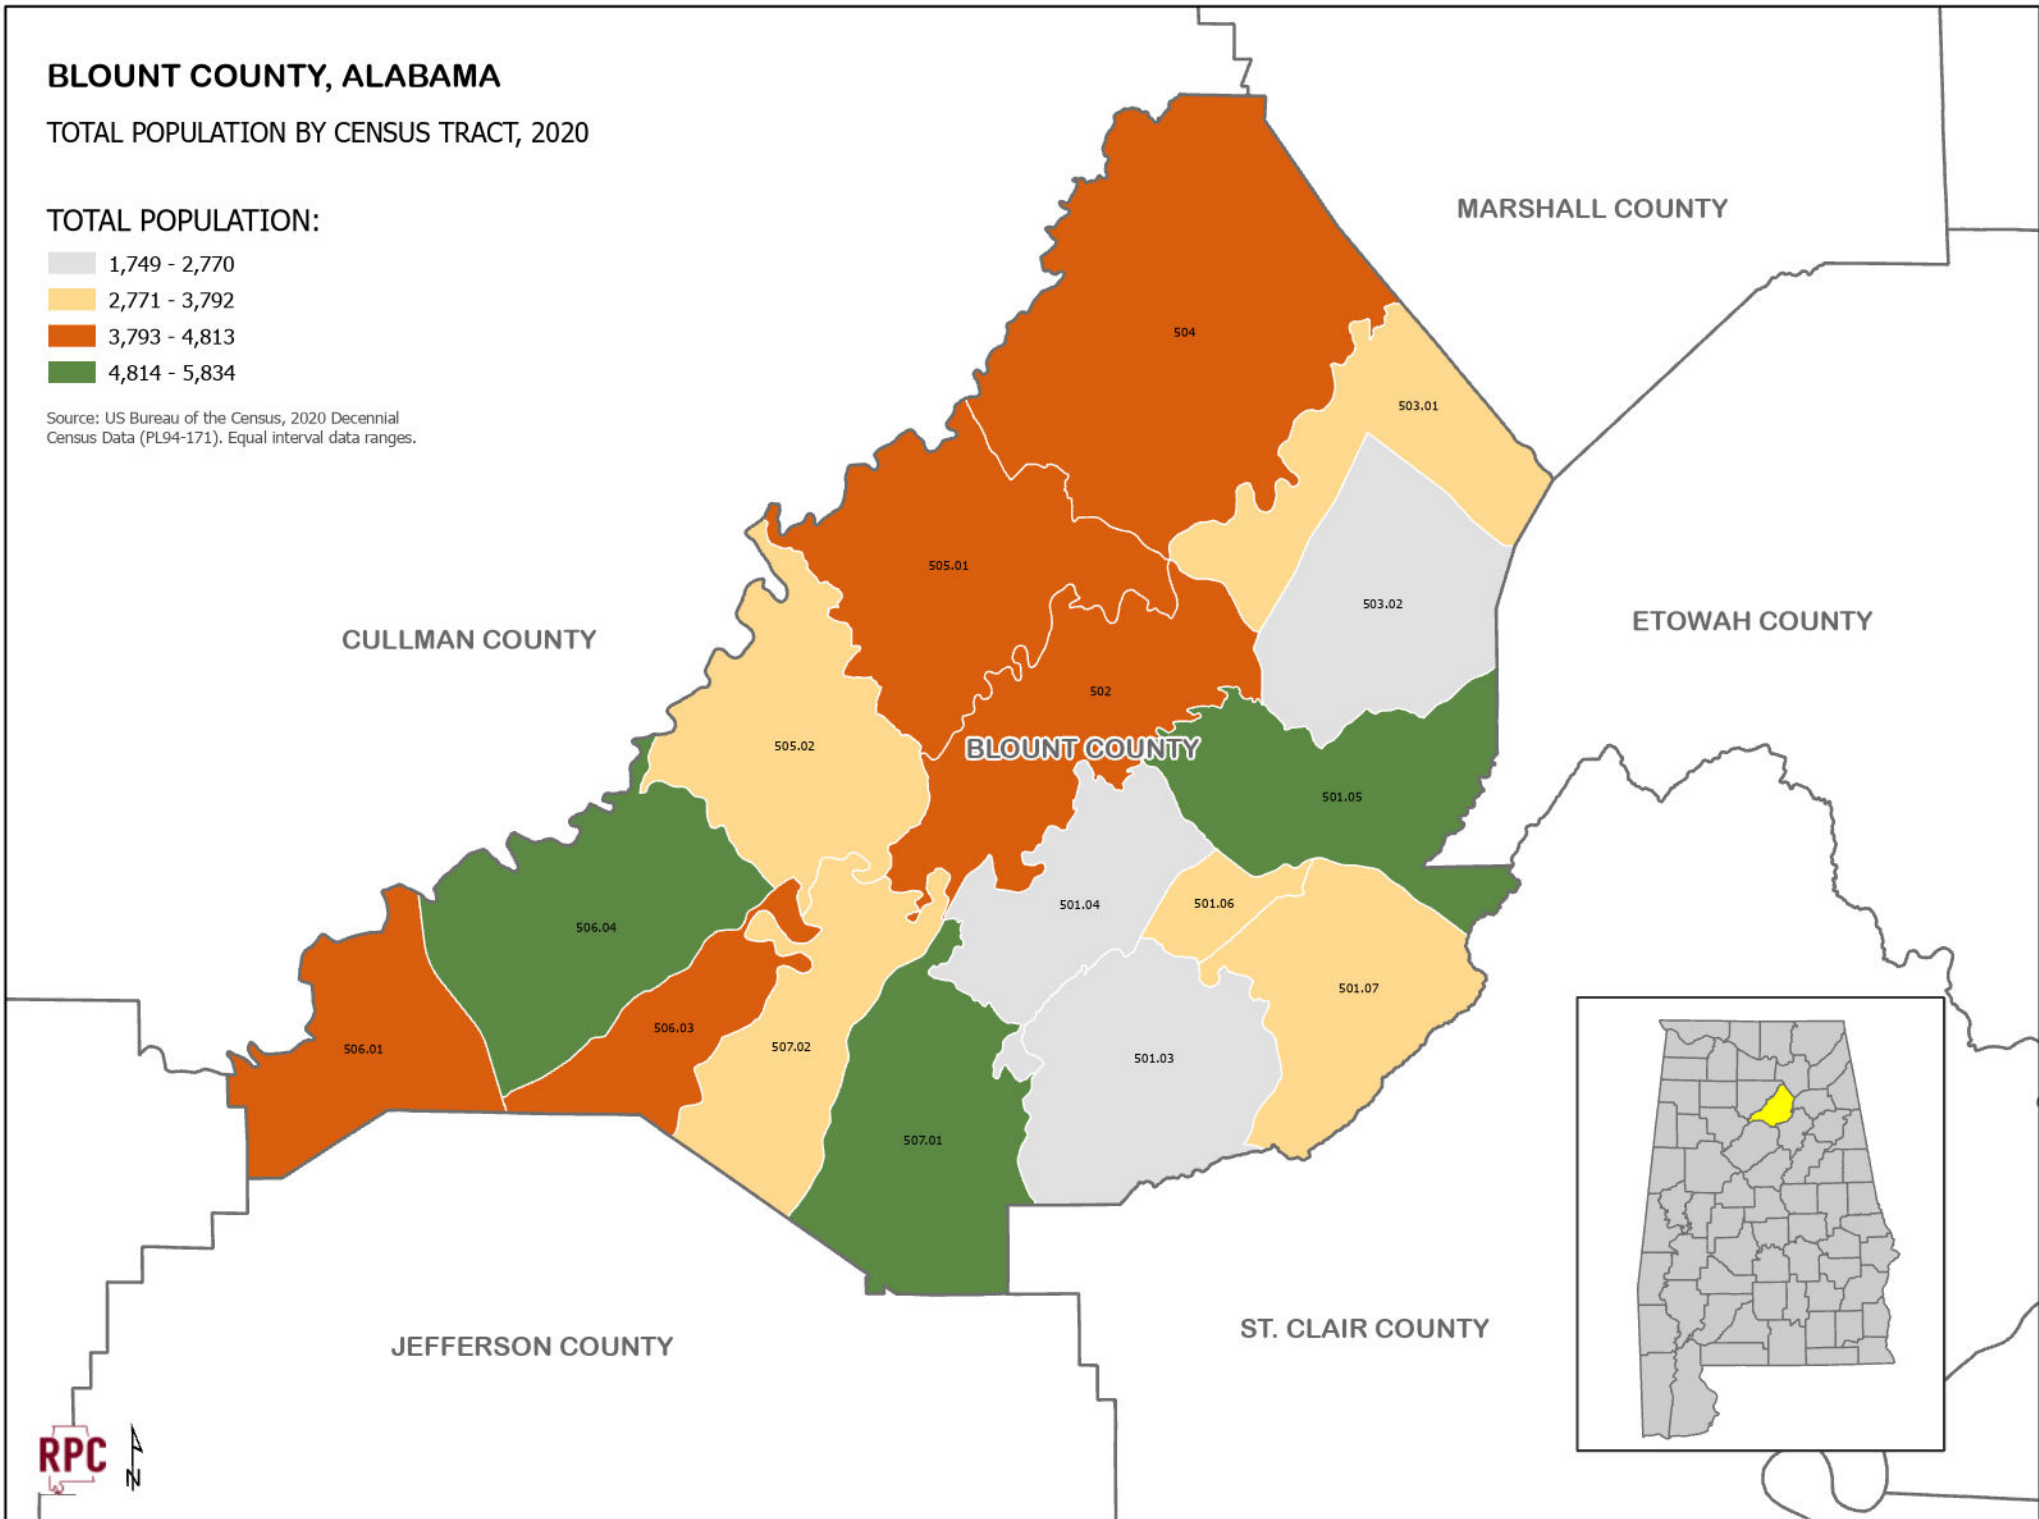 BLOUNT COUNTY, ALABAMA
TOTAL POPULATION BY CENSUS TRACT, 2020
TOTAL POPULATION:
1,749 - 2,770
2,771 - 3,792
3,793 - 4,813
4,814 - 5,834
Source: US Bureau of the Census, 2020 Decennial
Census Data (PL94-171). Equal interval data ranges.
MARSHALL COUNTY
504
503.01
505.01
503.02
ETOWAH COUNTY
CULLMAN COUNTY
502
505.02
BLOUNT COUNTY
501.05
501.04
501.06
506.04
501.07
506.03
507.02
506.01
501.03
507.01
ST. CLAIR COUNTY
JEFFERSON COUNTY
RPC
N